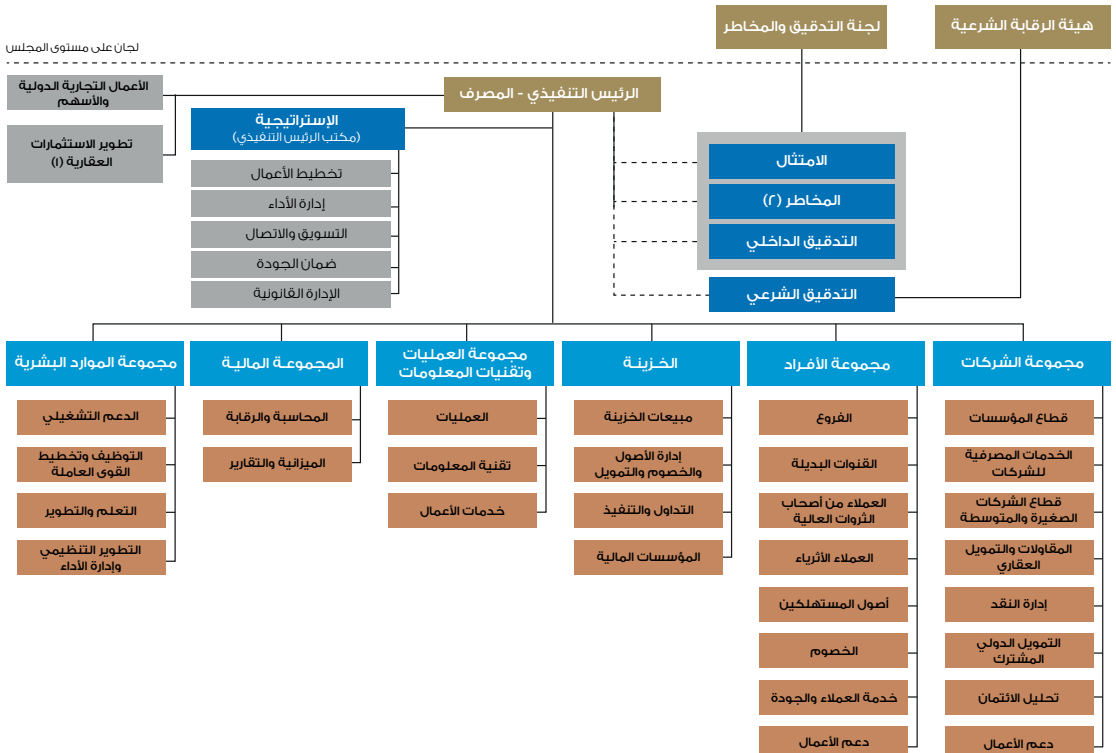 هيئة الرقابة الشرعية
لجنة التدقيق والمخاطر
لجان على مستوى المجلس
الرئيس التنفيذي - المصرف
الأعمال التجارية الدولية
والأسهم
تطوير الاستثمارات
العقارية (١)
الإستراتيجية
(مكتب الرئيس التنفيذي)
تخطيط الأعمال
إدارة الأداء
التسويق والاتصال
ضمان الجودة
الإدارة القانونية
الامتثال
المخاطر (٢)
التدقيق الداخلي
التدقيق الشرعي
مجموعة الشركات
قطاع المؤسسات
الخدمات المصرفية
للشركات
قطاع الشركات
الصغيرة والمتوسطة
المقاولات والتمويل
العقاري
إدارة النقد
التمويل الدولي
المشترك
تحليل الائتمان
دعم الأعمال
مجموعة الأفـراد
الفروع
القنوات البديلة
العملاء من أصحاب
الثروات العالية
العملاء الأثرياء
أصول المستهلكين
الخصوم
خدمة العملاء والجودة
دعم الأعمال
الخـزينـة
مبيعات الخزينة
إدارة الأصول
والخصوم والتمويل
التداول والتنفيذ
المؤسسات المالية
مجموعة العمليات
وتقنيات المعلومات
العمليات
تقنية المعلومات
خدمات الأعمال
المجموعـة المـاليـة
المحاسبة والرقابة
الميزانية والتقارير
مجموعة الموارد البشرية
الدعم التشغيلي
التوظيف وتخطيط
القوى العاملة
التعلم والتطوير
التطوير التنظيمي
وإدارة الأداء